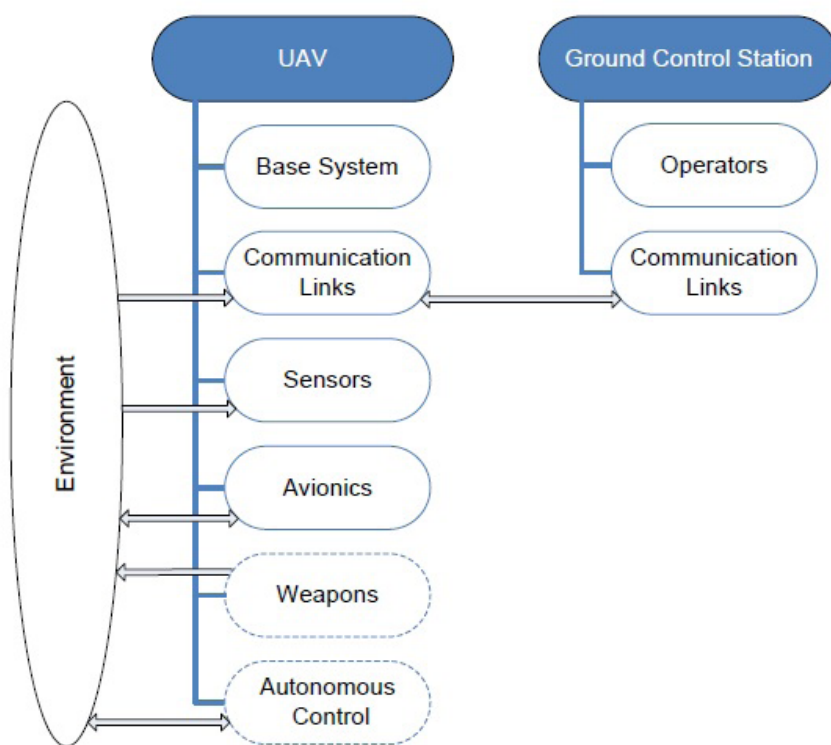 UAV
Ground Control Station
Base System
Operators
Communication
Links
Communication
Links
Sensors
Environment
Avionics
Weapons
Autonomous
Control